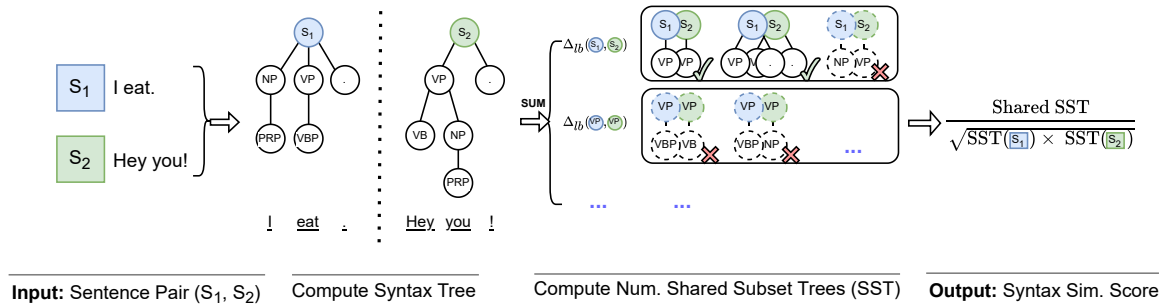 S1 I eat.
S2 Hey you!
S1
NP VP .
PRP VBP
I eat .
S2
VP .
VB NP
PRP
Hey you !
SUM
Δlb(S1,S2)
S1 S2 S1 S2 S1 S2
VP VP VP VP . . NP VP
Δlb(VP,VP)
VP VP VP VP
VBP VB VBP NP ...
... ...
Shared SST
√SST(S1) × SST(S2)
Input: Sentence Pair (S1, S2)
Compute Syntax Tree
Compute Num. Shared Subset Trees (SST)
Output: Syntax Sim. Score